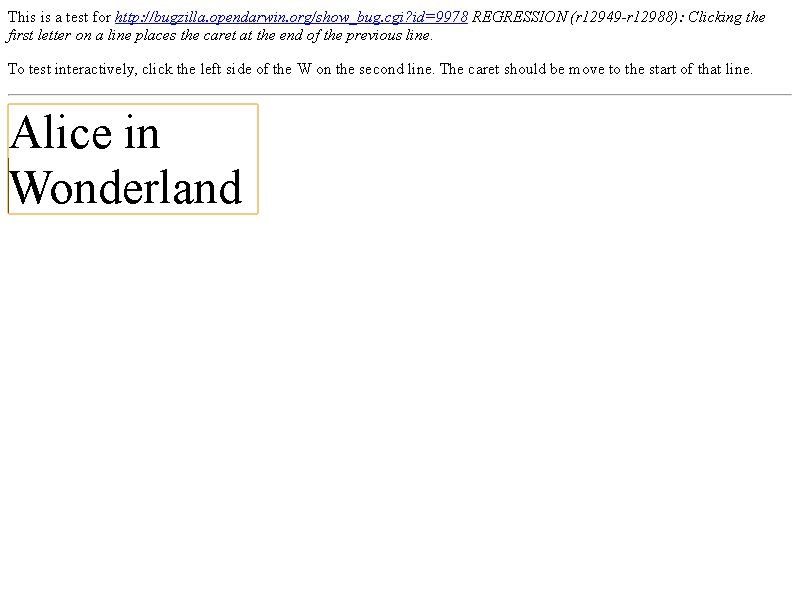 This is a test for http://bugzilla.opendarwin.org/show_bug.cgi?id=9978 REGRESSION (r12949-r12988): Clicking the
first letter on a line places the caret at the end of the previous line.
To test interactively, click the left side of the W on the second line. The caret should be move to the start of that line.
Alice in
Wonderland